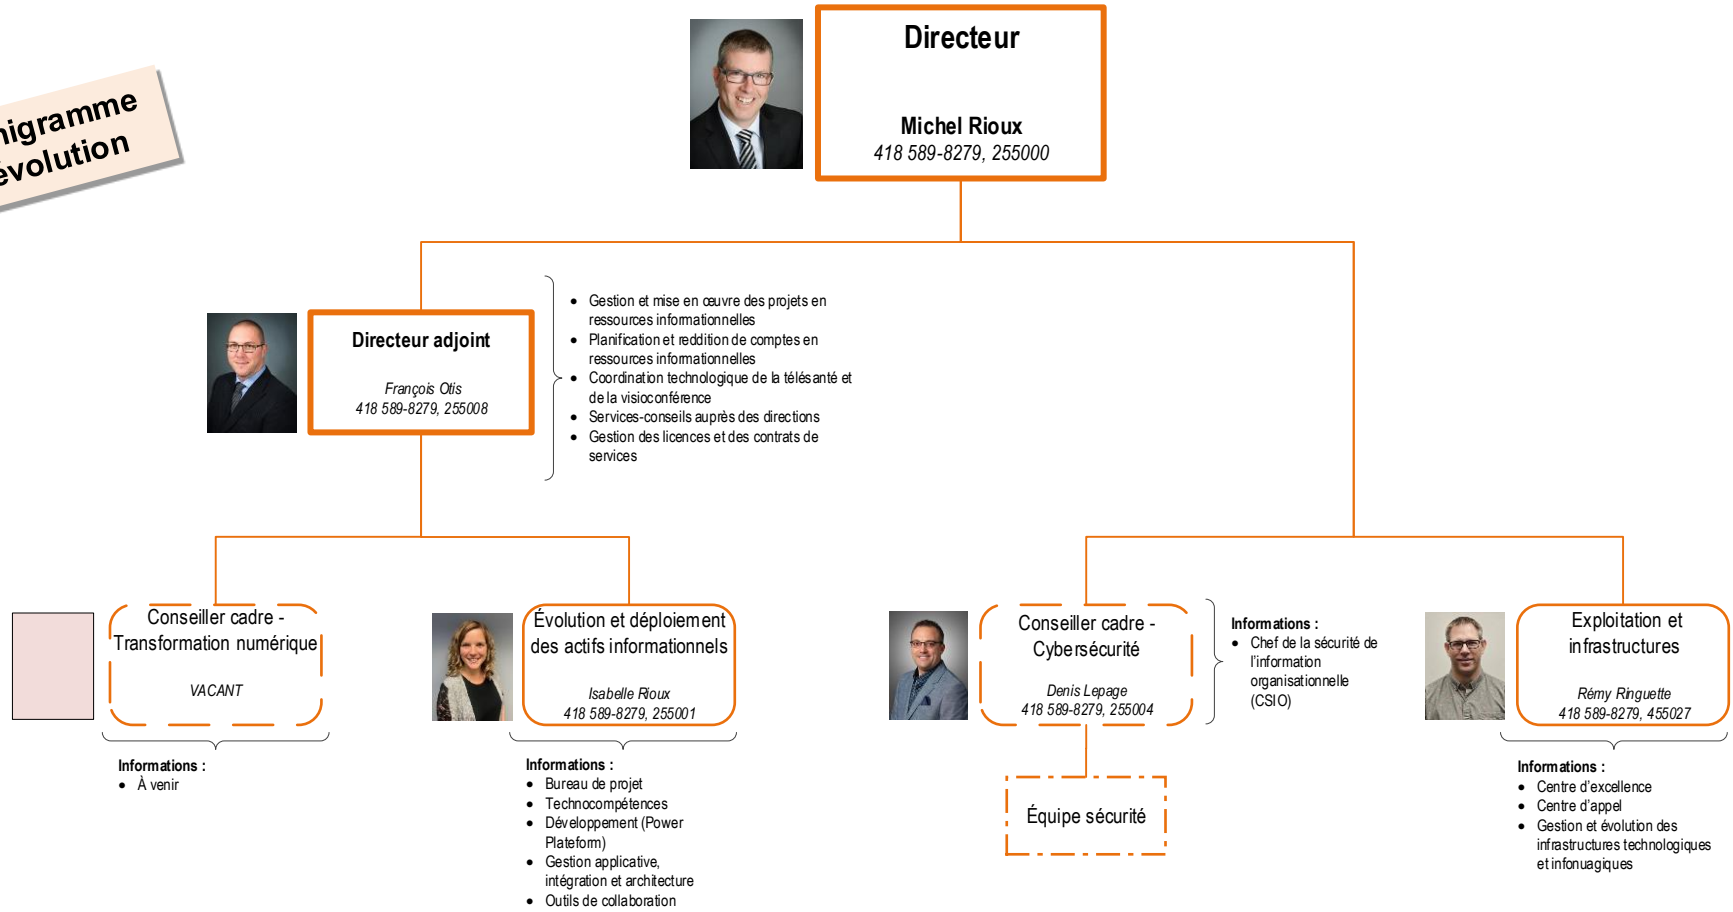 nigramme
évolution
Directeur
Michel Rioux
418 589-8279, 255000
Directeur adjoint
François Otis
418 589-8279, 255008
• Gestion et mise en œuvre des projets en
ressources informationnelles
• Planification et reddition de comptes en
ressources informationnelles
• Coordination technologique de la télésanté et
de la visioconférence
• Services-conseils auprès des directions
• Gestion des licences et des contrats de
services
Conseiller cadre -
Transformation numérique
VACANT
Informations :
• À venir
Évolution et déploiement
des actifs informationnels
Isabelle Rioux
418 589-8279, 255001
Informations :
• Bureau de projet
• Technocompétences
• Développement (Power
Plateform)
• Gestion applicative,
intégration et architecture
• Outils de collaboration
Conseiller cadre -
Cybersécurité
Denis Lepage
418 589-8279, 255004
Informations :
• Chef de la sécurité de
l'information
organisationnelle
(CSIO)
Équipe sécurité
Exploitation et
infrastructures
Rémy Ringuette
418 589-8279, 455027
Informations :
• Centre d'excellence
• Centre d'appel
• Gestion et évolution des
infrastructures technologiques
et infonuagiques